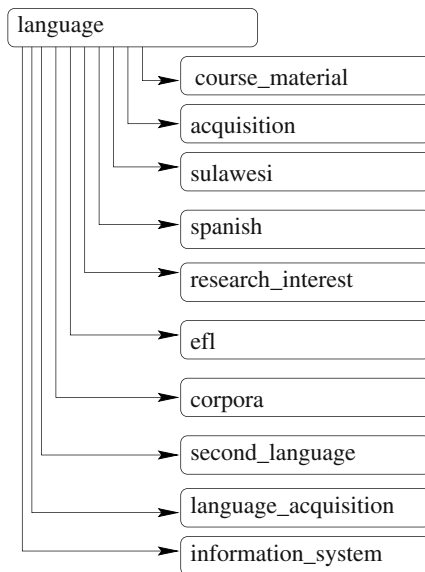 language
course_material
acquisition
sulawesi
spanish
research_interest
efl
corpora
second_language
language_acquisition
information_system